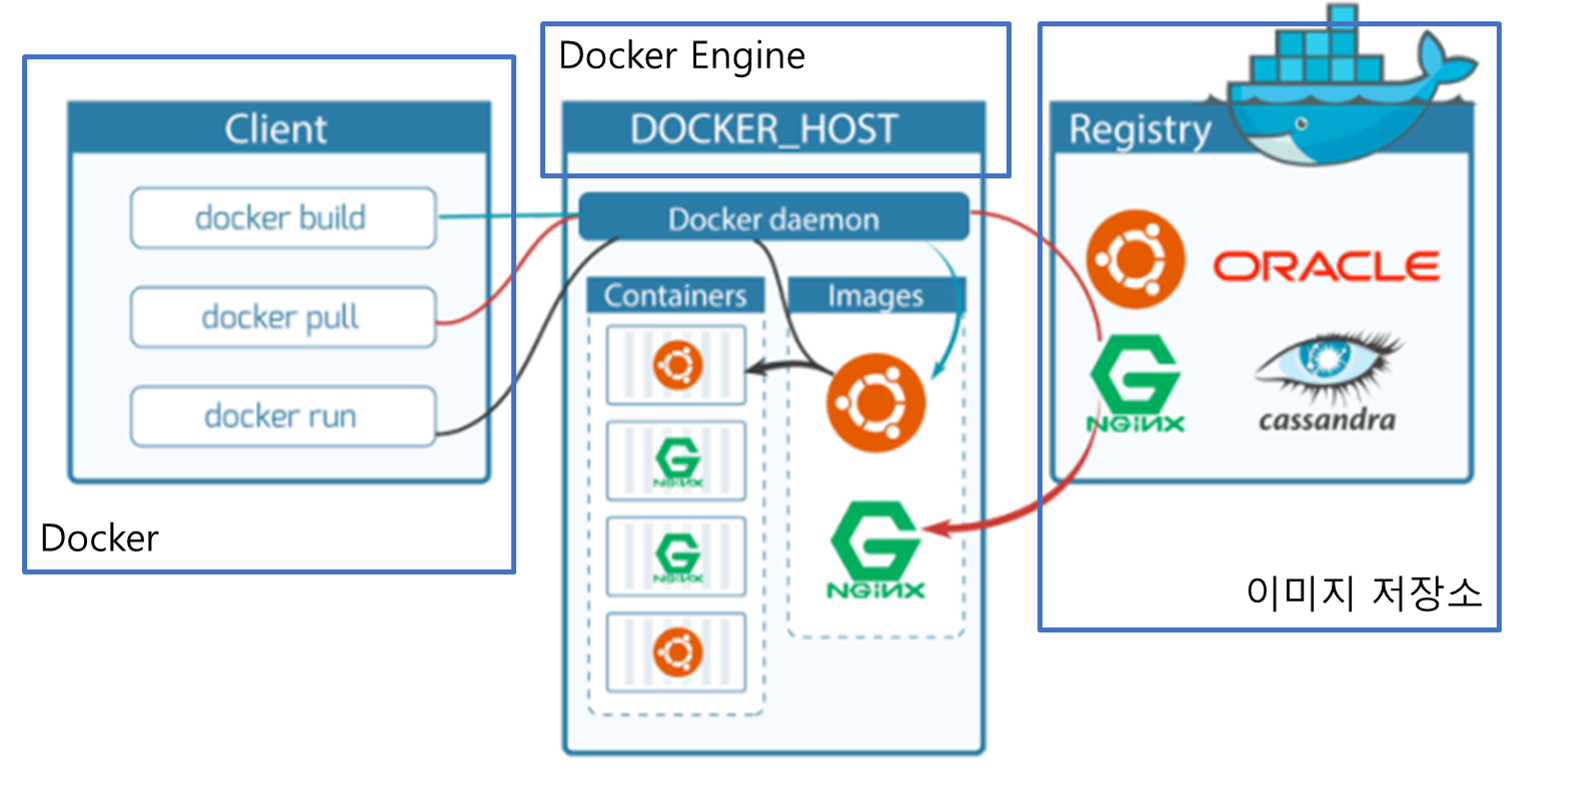 Docker Engine
Client
DOCKER_HOST
Registry
docker build
docker pull
docker run
Docker
Docker daemon
Containers
Images
NGiNX
NGiNX
NGiNX
ORACLE
NGiNX
cassandra
이미지 저장소